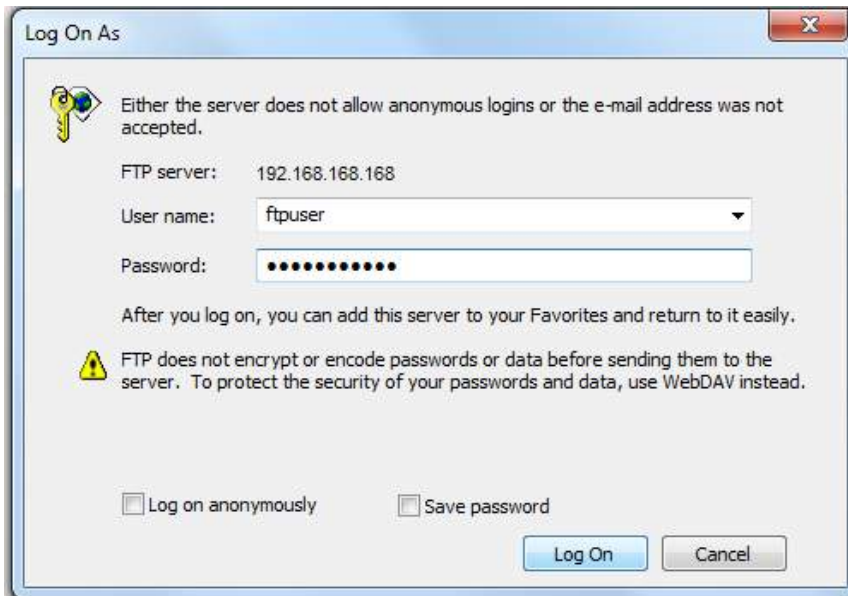 Log On As
Either the server does not allow anonymous logins or the e-mail address was not
accepted.
FTP server: 192.168.168.168
User name: ftpuser
Password: ●●●●●●●●●●●
After you log on, you can add this server to your Favorites and return to it easily.
FTP does not encrypt or encode passwords or data before sending them to the
server. To protect the security of your passwords and data, use WebDAV instead.
Log on anonymously Save password
Log On Cancel